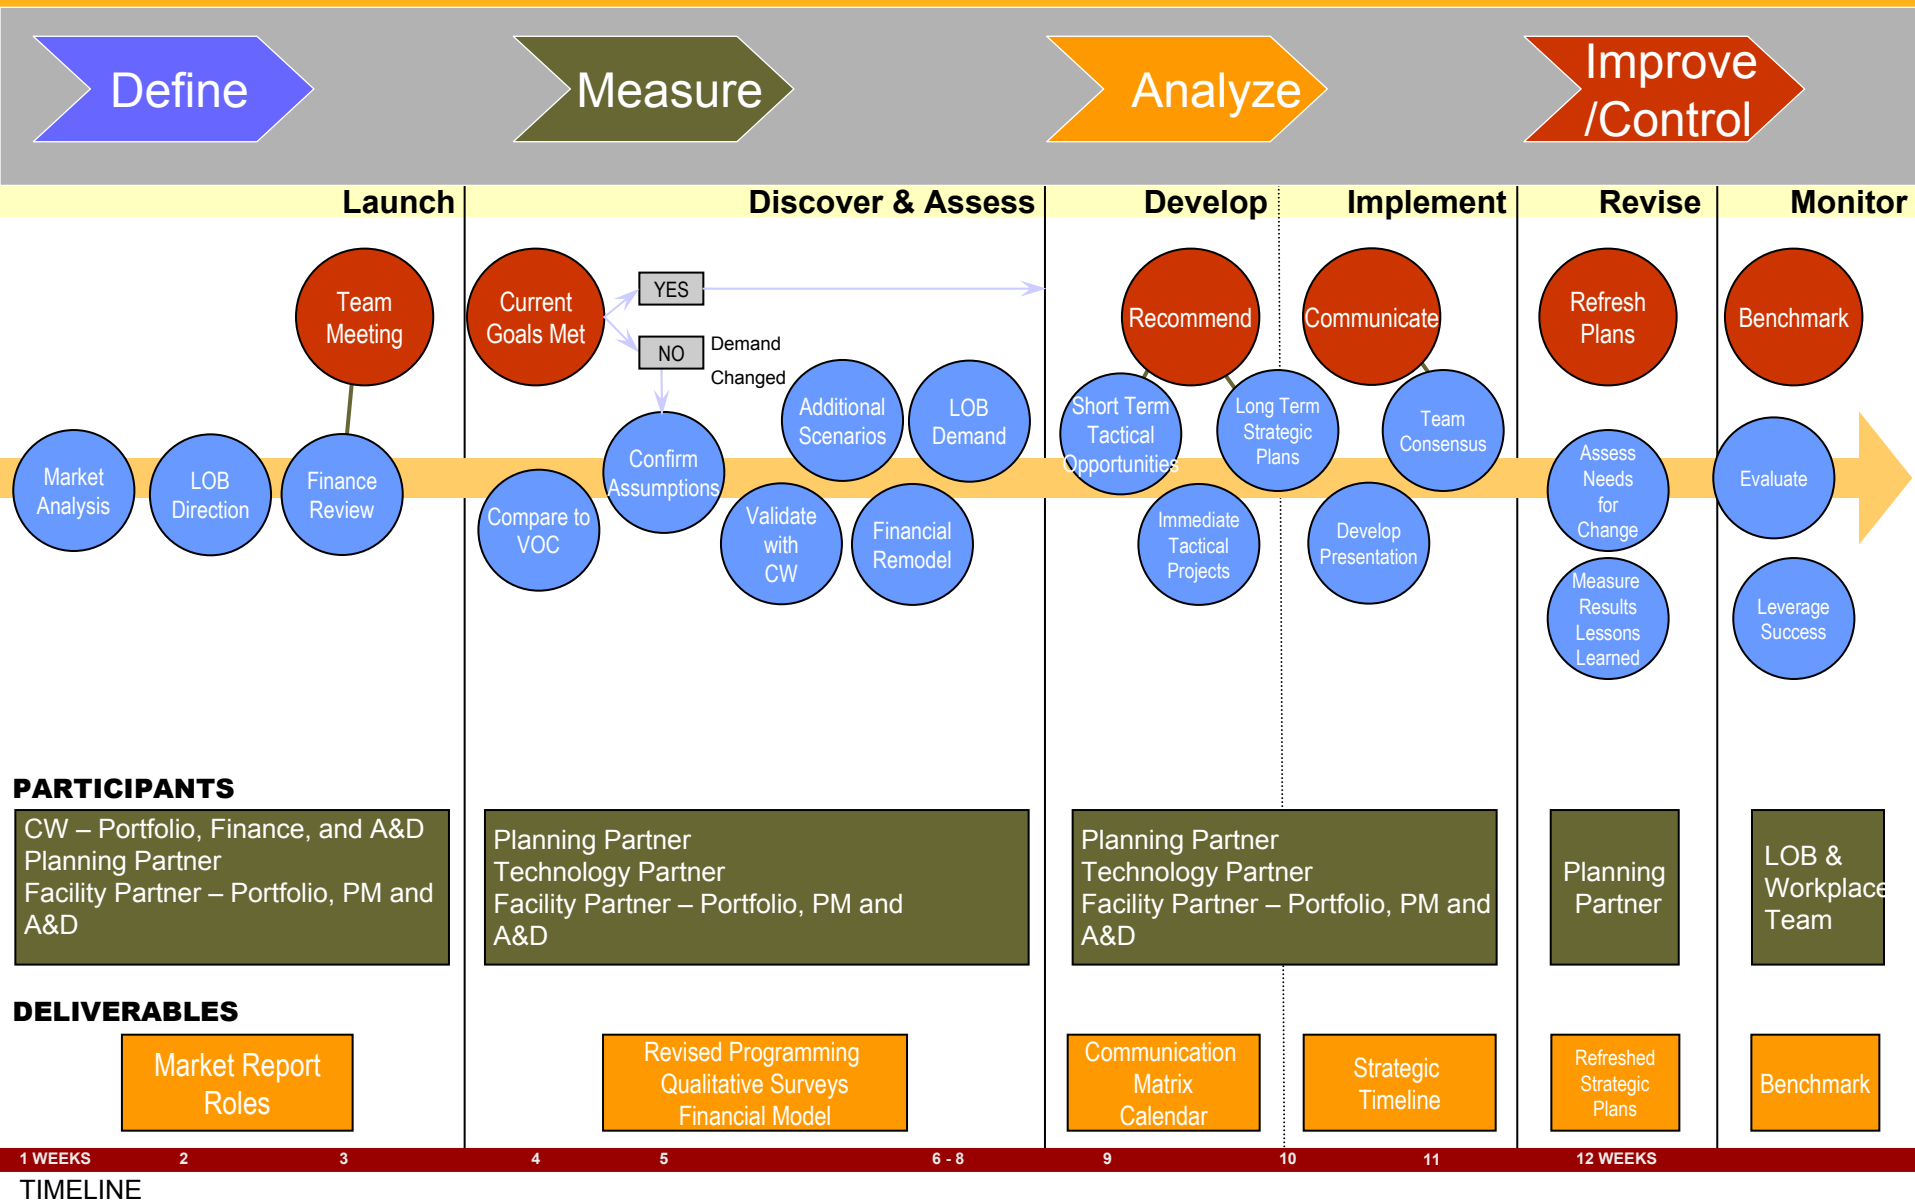 Define
Measure
Analyze
Improve
/Control
Launch
Discover & Assess
Develop
Implement
Revise
Monitor
Team
Meeting
Market
Analysis
LOB
Direction
Finance
Review
Current
Goals Met
YES
NO
Demand
Changed
Compare to
VOC
Confirm
Assumptions
Validate
with
CW
Additional
Scenarios
Financial
Remodel
LOB
Demand
Recommend
Short Term
Tactical
Opportunities
Immediate
Tactical
Projects
Long Term
Strategic
Plans
Communicate
Team
Consensus
Develop
Presentation
Refresh
Plans
Assess
Needs
for
Change
Measure
Results
Lessons
Learned
Benchmark
Evaluate
Leverage
Success
PARTICIPANTS
CW – Portfolio, Finance, and A&D
Planning Partner
Facility Partner – Portfolio, PM and
A&D
Planning Partner
Technology Partner
Facility Partner – Portfolio, PM and
A&D
Planning Partner
Technology Partner
Facility Partner – Portfolio, PM and
A&D
Planning
Partner
LOB &
Workplace
Team
DELIVERABLES
Market Report
Roles
Revised Programming
Qualitative Surveys
Financial Model
Communication
Matrix
Calendar
Strategic
Timeline
Refreshed
Strategic
Plans
Benchmark
1 WEEKS
2
3
4
5
6 - 8
9
10
11
12 WEEKS
TIMELINE